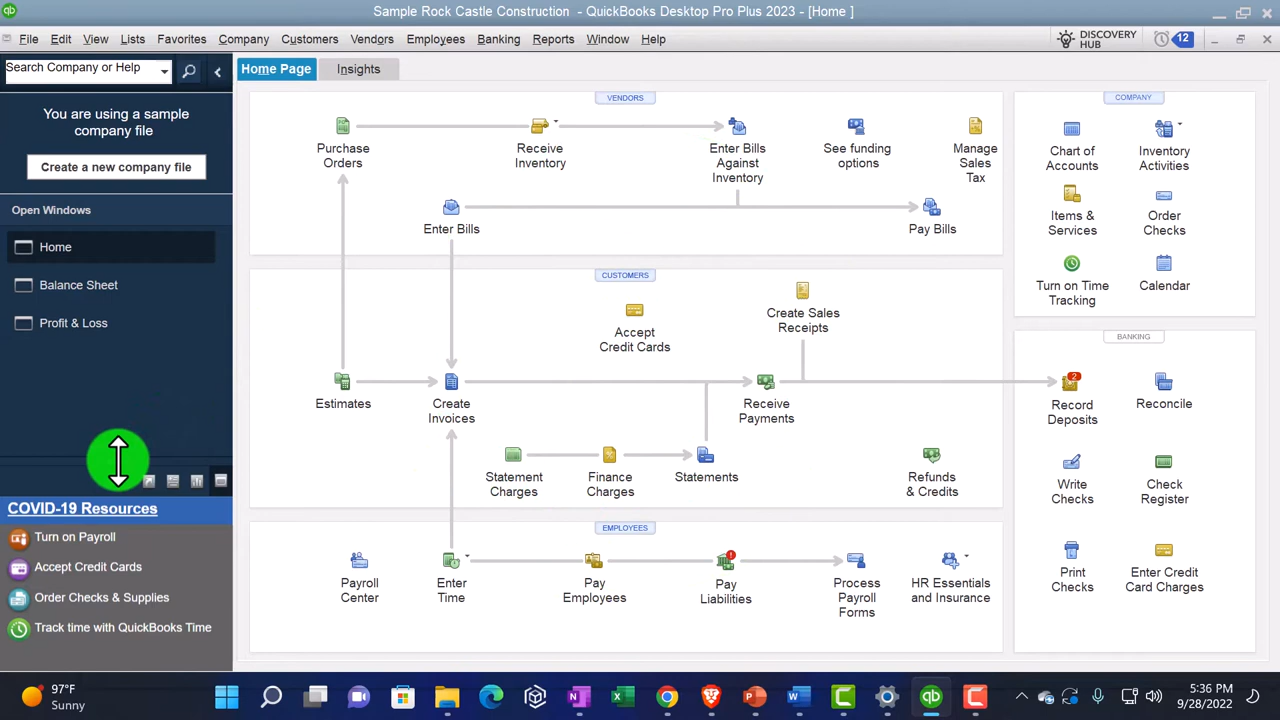 Sample Rock Castle Construction - QuickBooks Desktop Pro Plus 2023 - [Home ]
File Edit View Lists Favorites Company Customers Vendors Employees Banking Reports Window Help
DISCOVERY
HUB
12
Search Company or Help
Home Page Insights
You are using a sample
company file
Create a new company file
Open Windows
Home
Balance Sheet
Profit & Loss
COVID-19 Resources
Turn on Payroll
Accept Credit Cards
Order Checks & Supplies
Track time with QuickBooks Time
VENDORS
Purchase
Orders
Receive
Inventory
Enter Bills
Against
Inventory
See funding
options
Manage
Sales
Tax
Enter Bills
Pay Bills
CUSTOMERS
Accept
Credit Cards
Create Sales
Receipts
Estimates
Create
Invoices
Receive
Payments
Statement
Charges
Finance
Charges
Statements
Refunds
& Credits
EMPLOYEES
Payroll
Center
Enter
Time
Pay
Employees
Pay
Liabilities
Process
Payroll
Forms
HR Essentials
and Insurance
COMPANY
Chart of
Accounts
Inventory
Activities
Items &
Services
Order
Checks
Turn on Time
Tracking
Calendar
BANKING
2
Record
Deposits
Reconcile
Write
Checks
Check
Register
Print
Checks
Enter Credit
Card Charges
97°F
Sunny
5:36 PM
9/28/2022